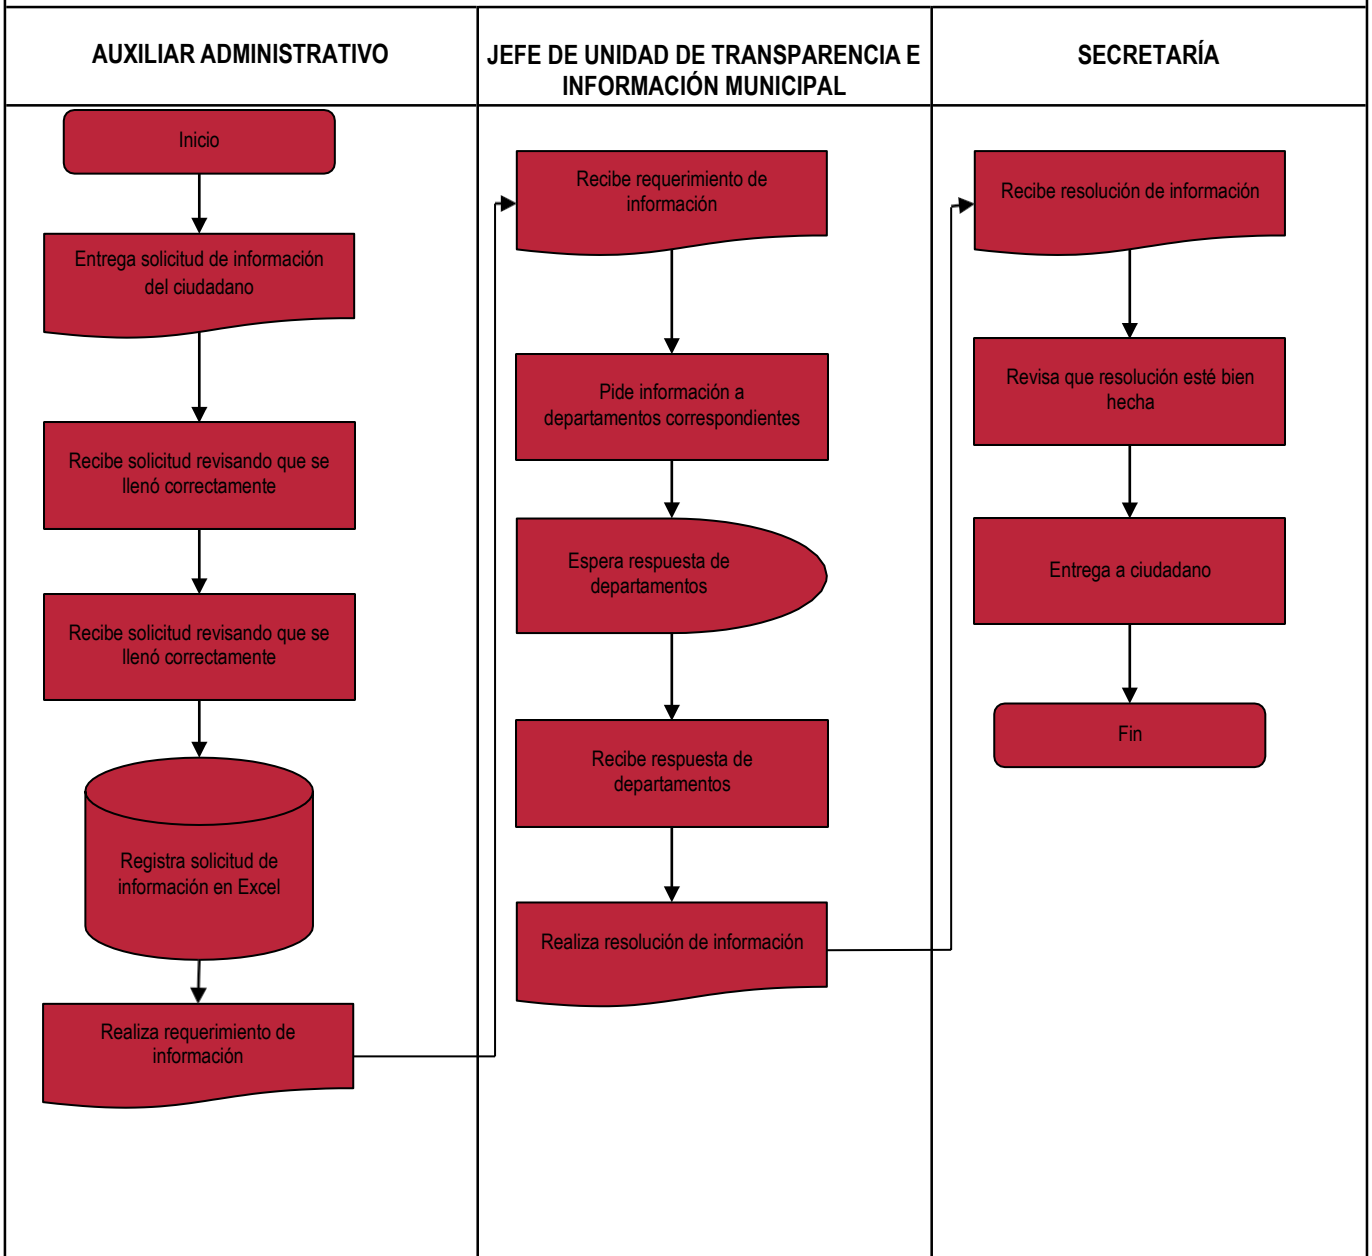 AUXILIAR ADMINISTRATIVO
JEFE DE UNIDAD DE TRANSPARENCIA E
INFORMACIÓN MUNICIPAL
SECRETARÍA
Inicio
Entrega solicitud de información
del ciudadano
Recibe solicitud revisando que se
llenó correctamente
Recibe solicitud revisando que se
llenó correctamente
Registra solicitud de
información en Excel
Realiza requerimiento de
información
Recibe requerimiento de
información
Pide información a
departamentos correspondientes
Espera respuesta de
departamentos
Recibe respuesta de
departamentos
Realiza resolución de información
Recibe resolución de información
Revisa que resolución esté bien
hecha
Entrega a ciudadano
Fin